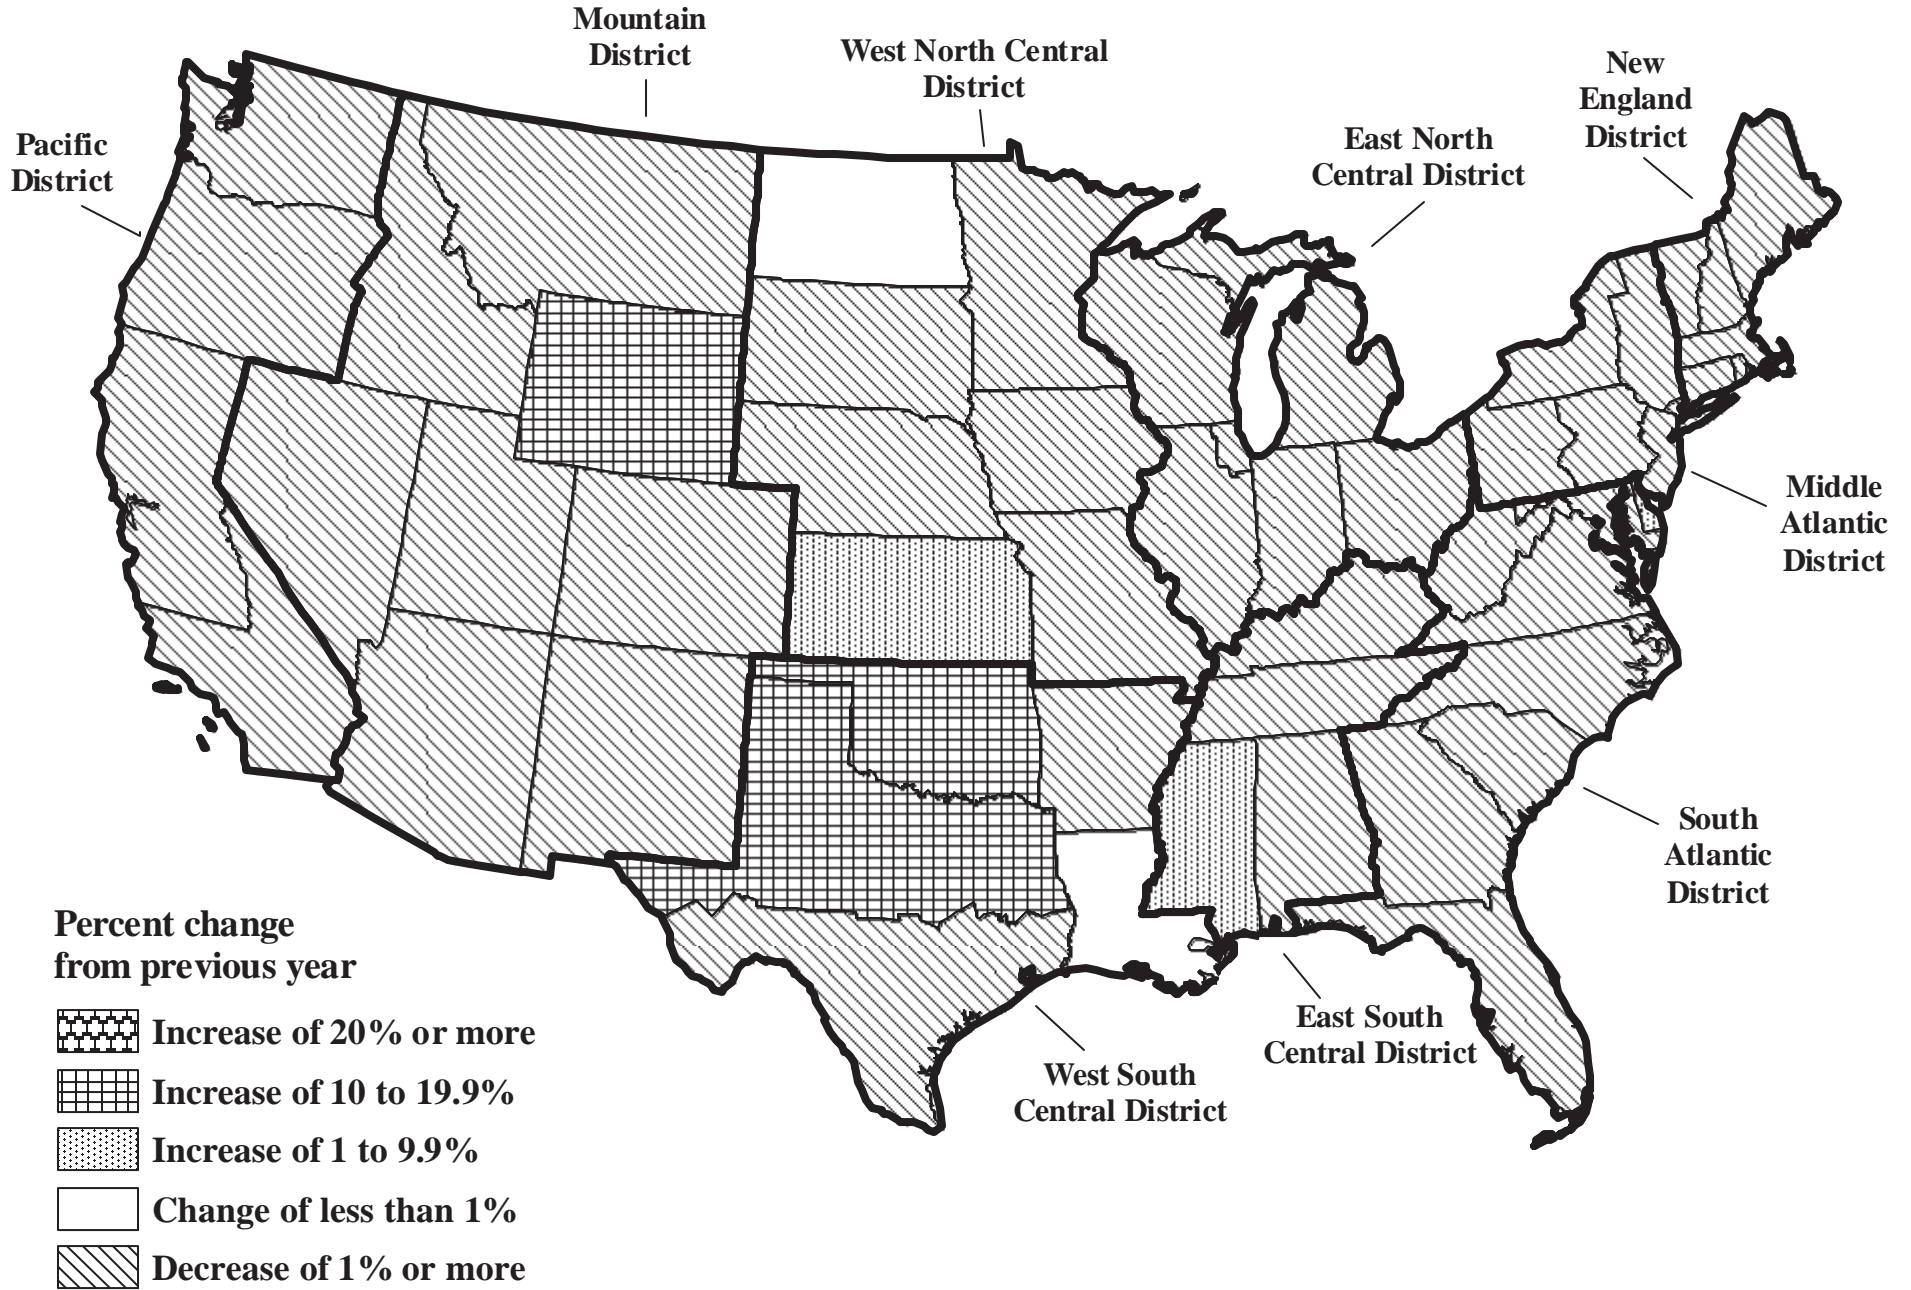 Mountain
District
West North Central
District
New
England
District
East North
Central District
Pacific
District
Middle
Atlantic
District
South
Atlantic
District
East South
Central District
West South
Central District
Percent change
from previous year
Increase of 20% or more
Increase of 10 to 19.9%
Increase of 1 to 9.9%
Change of less than 1%
Decrease of 1% or more